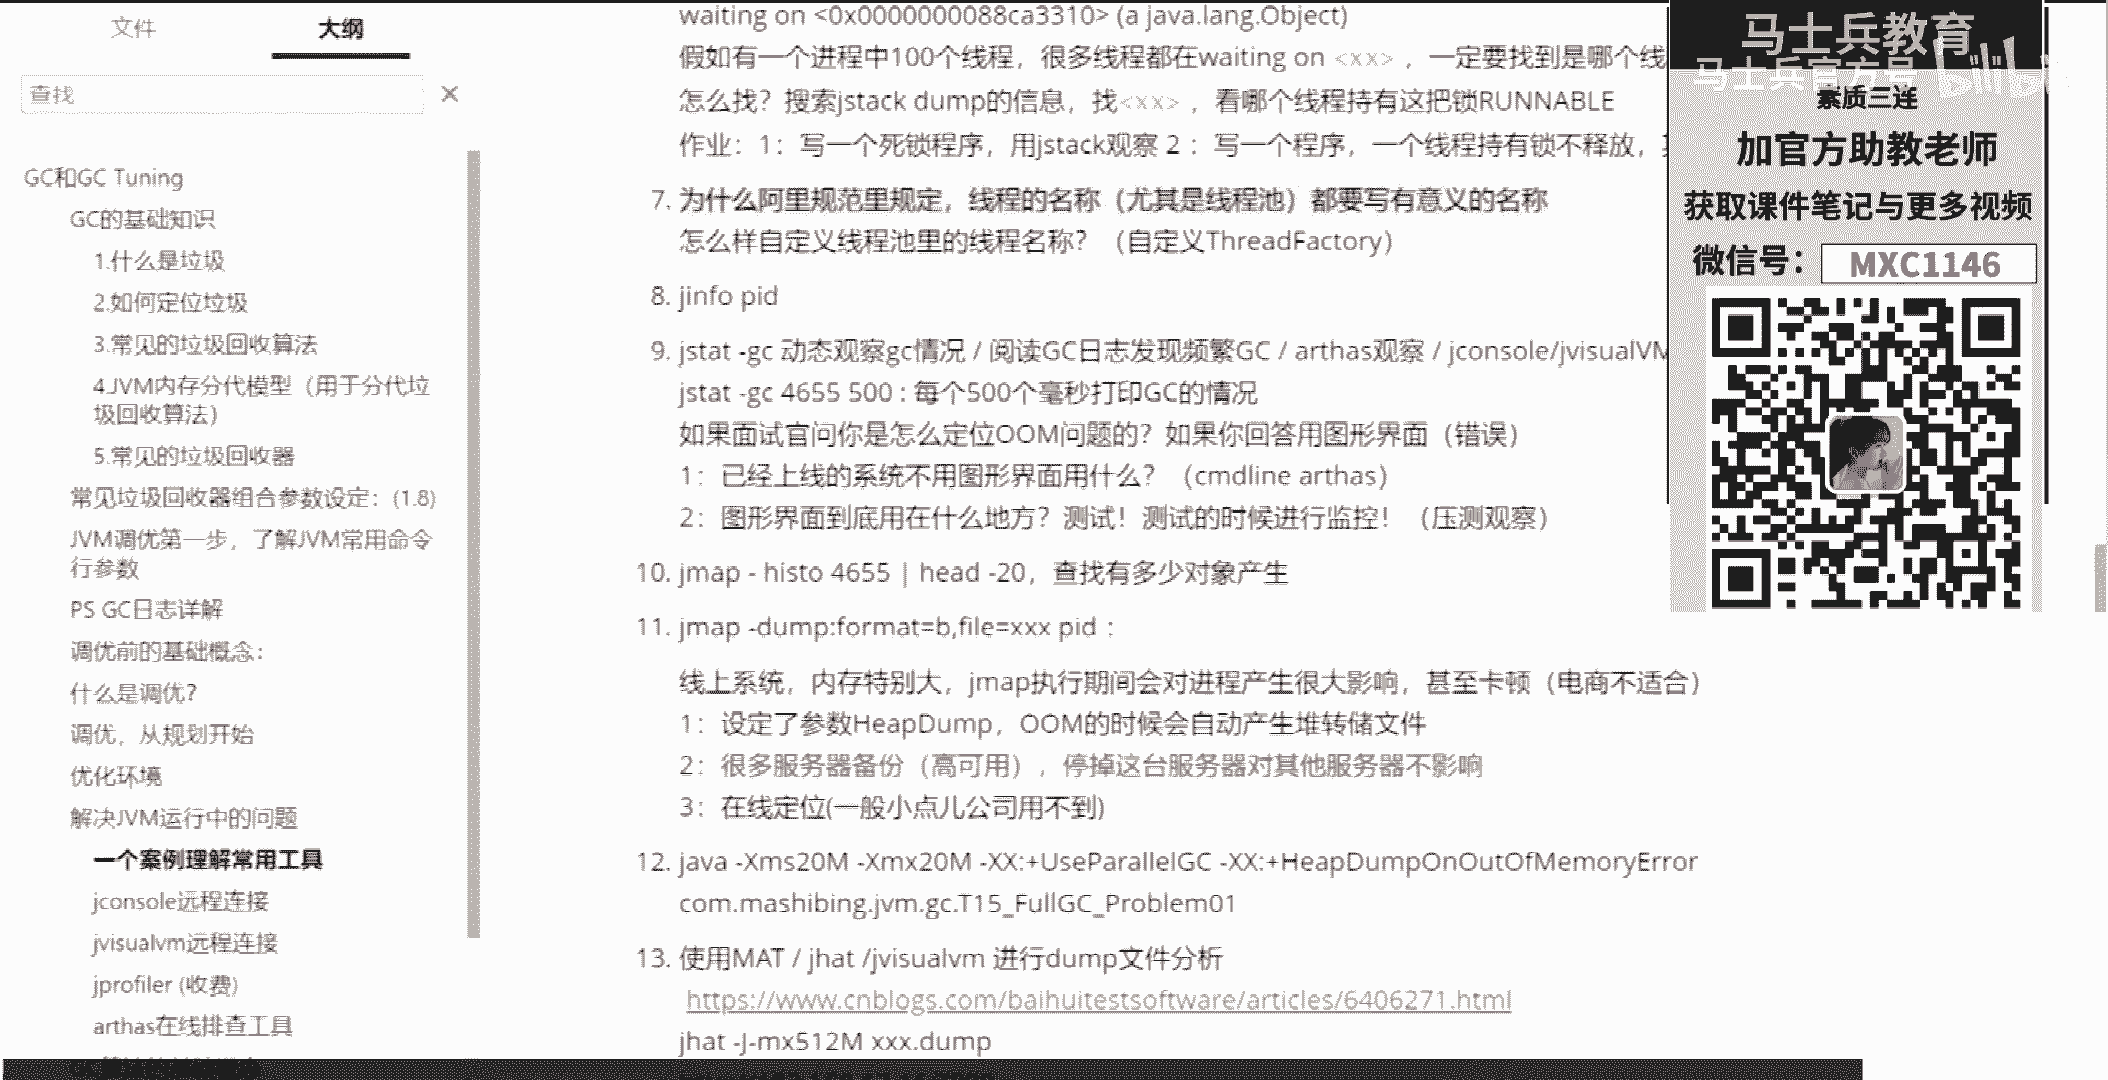 文件
大纲
查找
×
GC和GC Tuning
GC的基础知识
1.什么是垃圾
2.如何定位垃圾
3.常见的垃圾回收算法
4.JVM内存分代模型（用于分代垃
圾回收算法）
5.常见的垃圾回收器
常见垃圾回收器组合参数设定：(1.8)
JVM调优第一步，了解JVM常用命令
行参数
PS GC日志详解
调优前的基础概念：
什么是调优？
调优，从规划开始
优化环境
解决JVM运行中的问题
一个案例理解常用工具
jconsole远程连接
jvisualvm远程连接
jprofiler (收费)
arthas在线排查工具
waiting on <0x0000000088ca3310> (a java.lang.Object)
假如有一个进程中100个线程，很多线程都在waiting on <xx> ，一定要找到是哪个线
怎么找？搜索jstack dump的信息，找<xx> ，看哪个线程持有这把锁RUNNABLE
作业：1：写一个死锁程序，用jstack观察 2 ：写一个程序，一个线程持有锁不释放，
7. 为什么阿里规范里规定，线程的名称（尤其是线程池）都要写有意义的名称
怎么样自定义线程池里的线程名称？（自定义ThreadFactory）
8. jinfo pid
9. jstat -gc 动态观察gc情况 / 阅读GC日志发现频繁GC / arthas观察 / jconsole/jvisualVM
jstat -gc 4655 500 : 每个500个毫秒打印GC的情况
如果面试官问你是怎么定位OOM问题的？如果你回答用图形界面（错误）
1：已经上线的系统不用图形界面用什么？（cmdline arthas）
2：图形界面到底用在什么地方？测试！测试的时候进行监控！（压测观察）
10. jmap - histo 4655 | head -20，查找有多少对象产生
11. jmap -dump:format=b,file=xxx pid ：
线上系统，内存特别大，jmap执行期间会对进程产生很大影响，甚至卡顿（电商不适合）
1：设定了参数HeapDump，OOM的时候会自动产生堆转储文件
2：很多服务器备份（高可用），停掉这台服务器对其他服务器不影响
3：在线定位(一般小点儿公司用不到)
12. java -Xms20M -Xmx20M -XX:+UseParallelGC -XX:+HeapDumpOnOutOfMemoryError
com.mashibing.jvm.gc.T15_FullGC_Problem01
13. 使用MAT / jhat /jvisualvm 进行dump文件分析
https://www.cnblogs.com/baihuitestsoftware/articles/6406271.html
jhat -J-mx512M xxx.dump
马士兵教育
马士兵官方号 bilibili
素质三连
加官方助教老师
获取课件笔记与更多视频
微信号： MXC1146